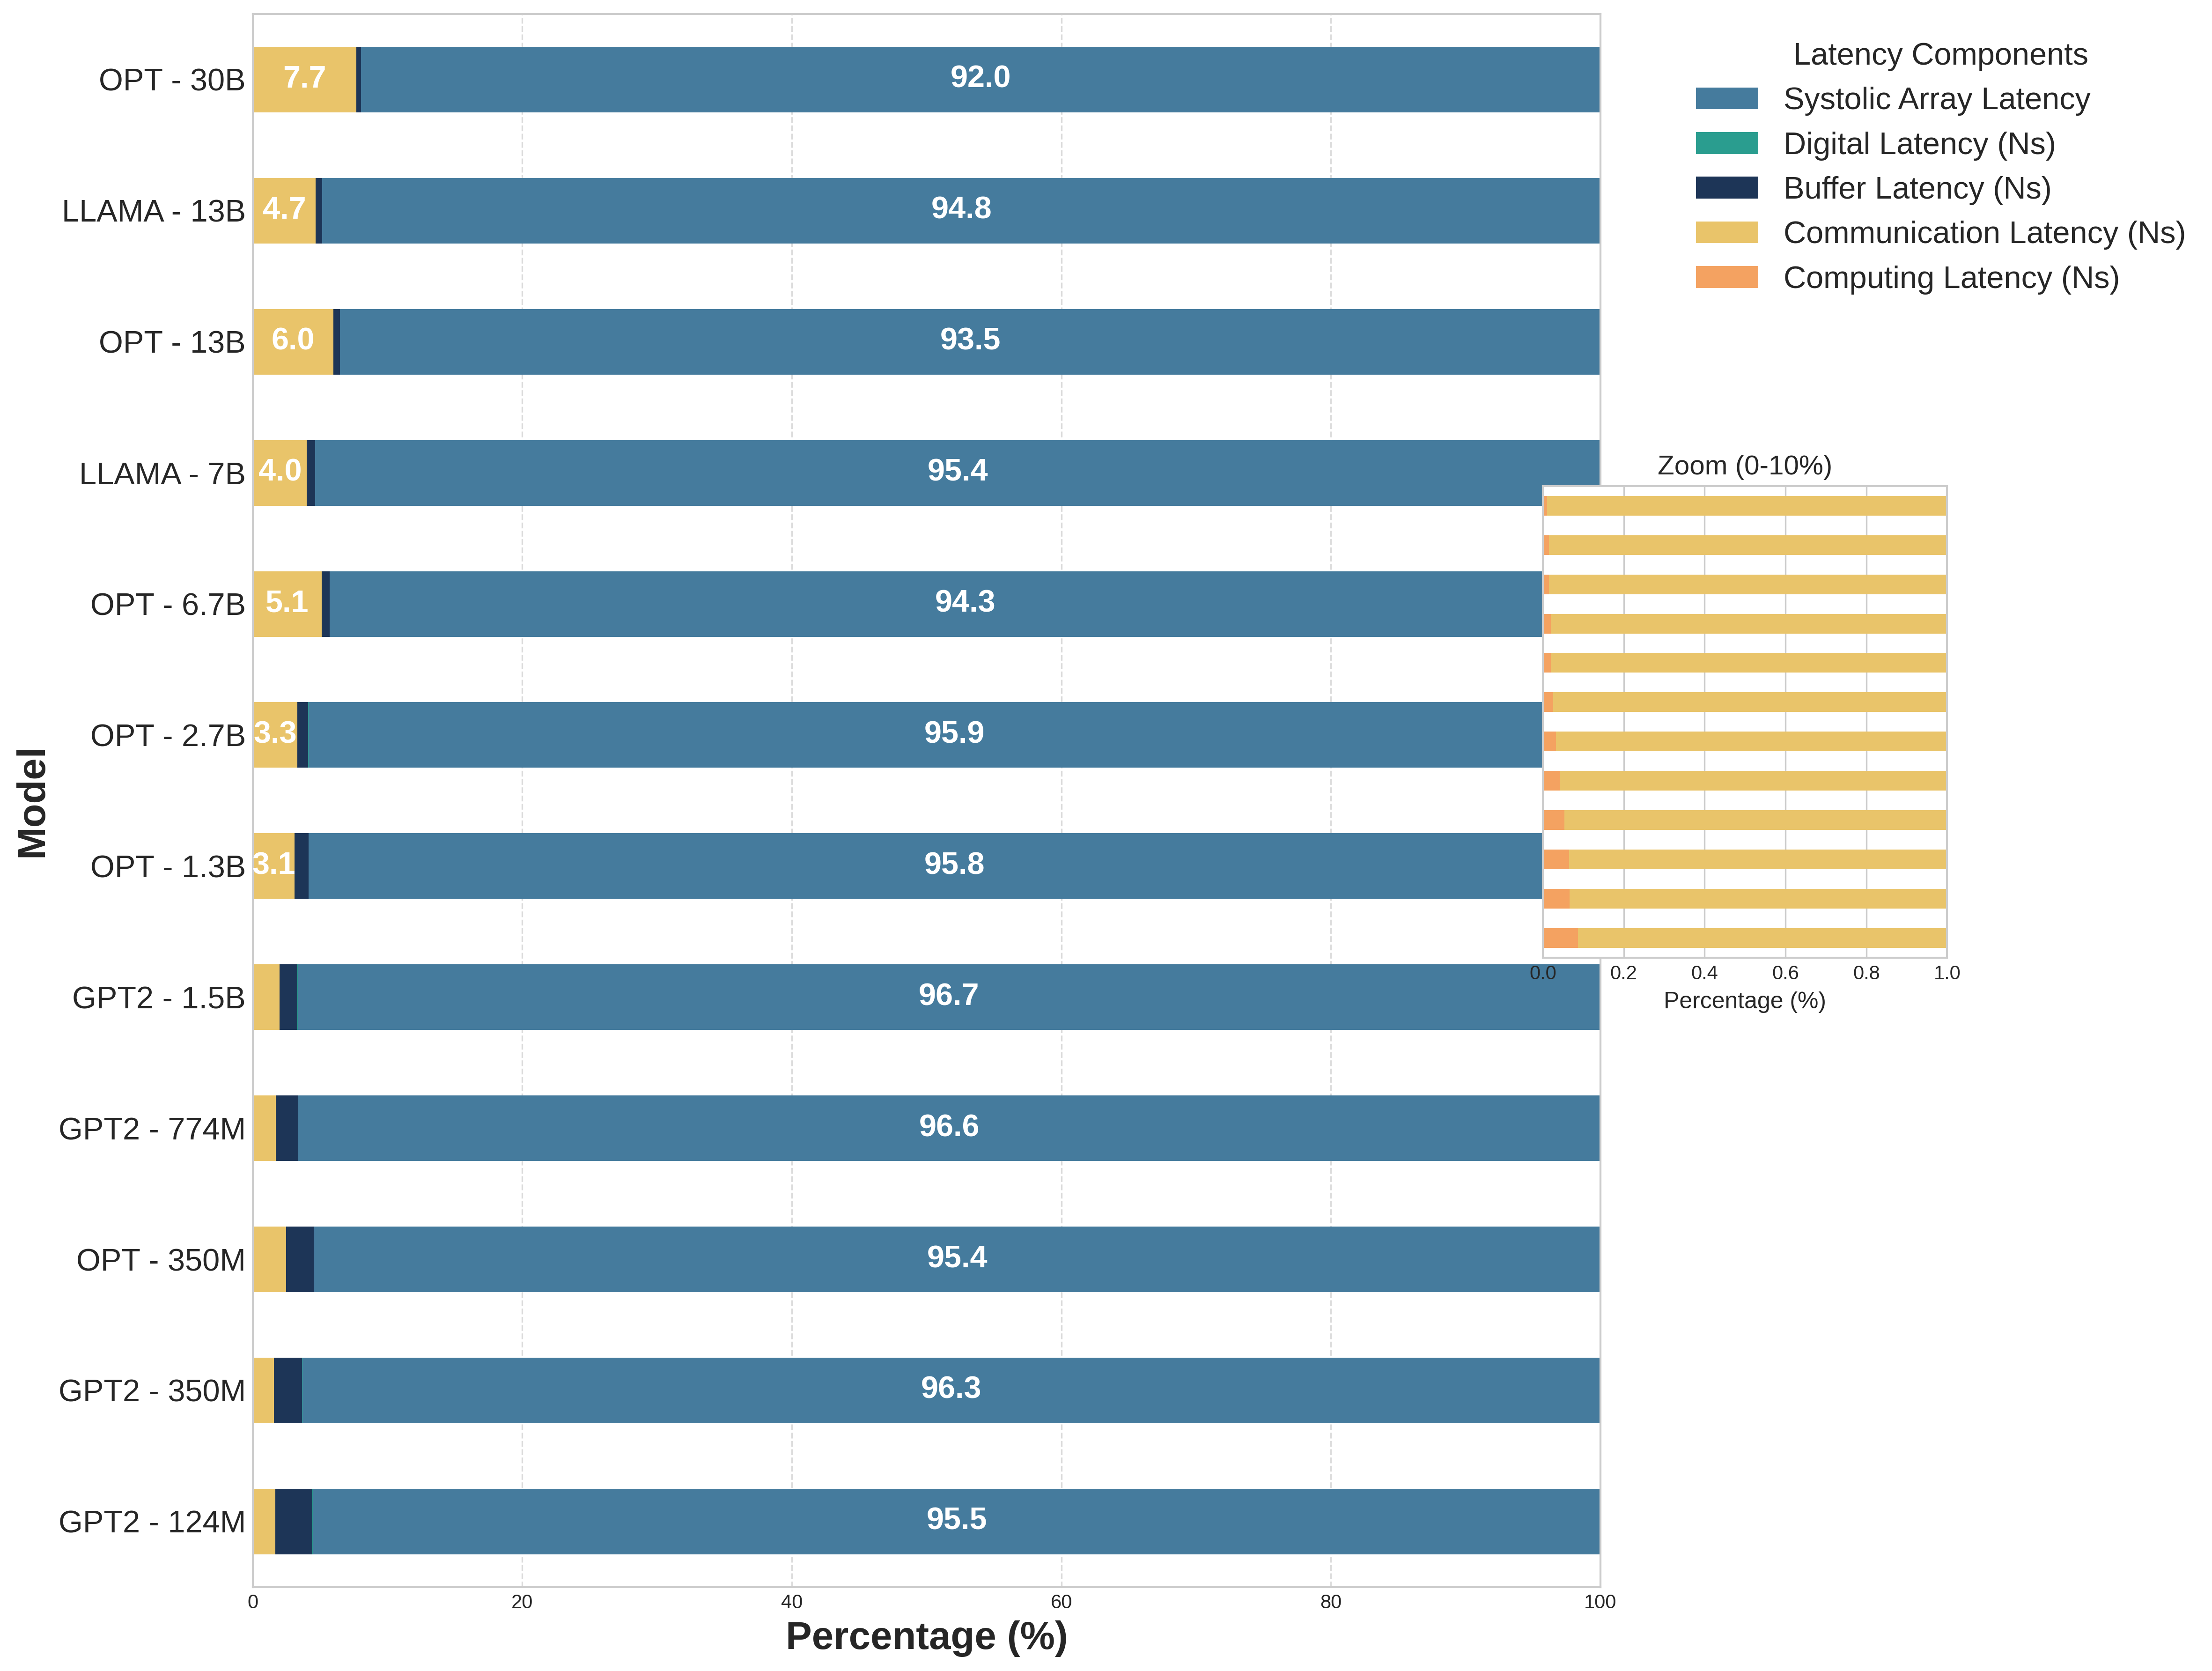 OPT - 30B
7.7
92.0
LLAMA - 13B
4.7
94.8
OPT - 13B
6.0
93.5
LLAMA - 7B
4.0
95.4
OPT - 6.7B
5.1
94.3
OPT - 2.7B
3.3
95.9
OPT - 1.3B
3.1
95.8
GPT2 - 1.5B
96.7
GPT2 - 774M
96.6
OPT - 350M
95.4
GPT2 - 350M
96.3
GPT2 - 124M
95.5
Model
0 20 40 60 80 100
Percentage (%)
Latency Components
Systolic Array Latency
Digital Latency (Ns)
Buffer Latency (Ns)
Communication Latency (Ns)
Computing Latency (Ns)
Zoom (0-10%)
0.0 0.2 0.4 0.6 0.8 1.0
Percentage (%)